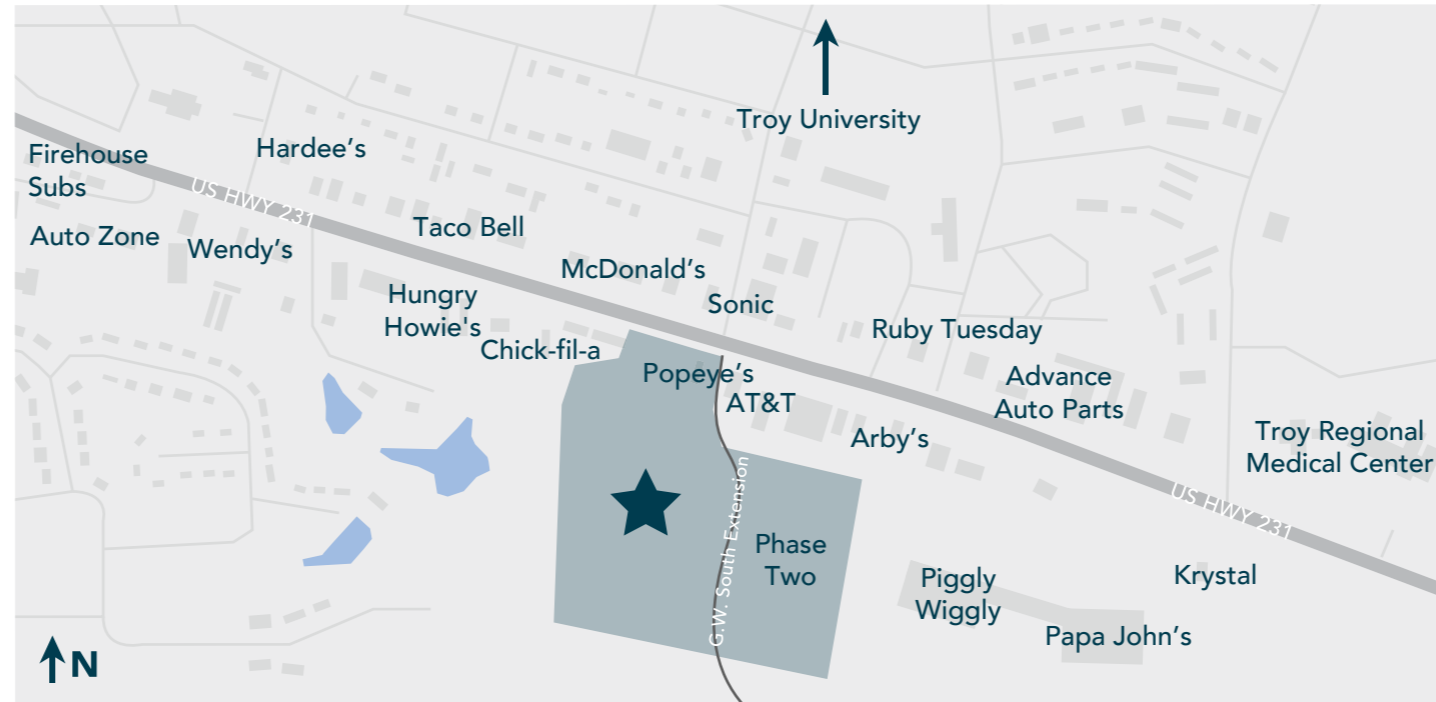 Troy University
Firehouse
Subs
Hardee's
US HWY 231
Auto Zone
Wendy's
Taco Bell
McDonald's
Hungry
Howie's
Sonic
Chick-fil-a
Ruby Tuesday
Popeye's
AT&T
Advance
Auto Parts
Arby's
Troy Regional
Medical Center
US HWY 231
G.W. South Extension
Phase
Two
Piggly
Wiggly
Krystal
Papa John's
N